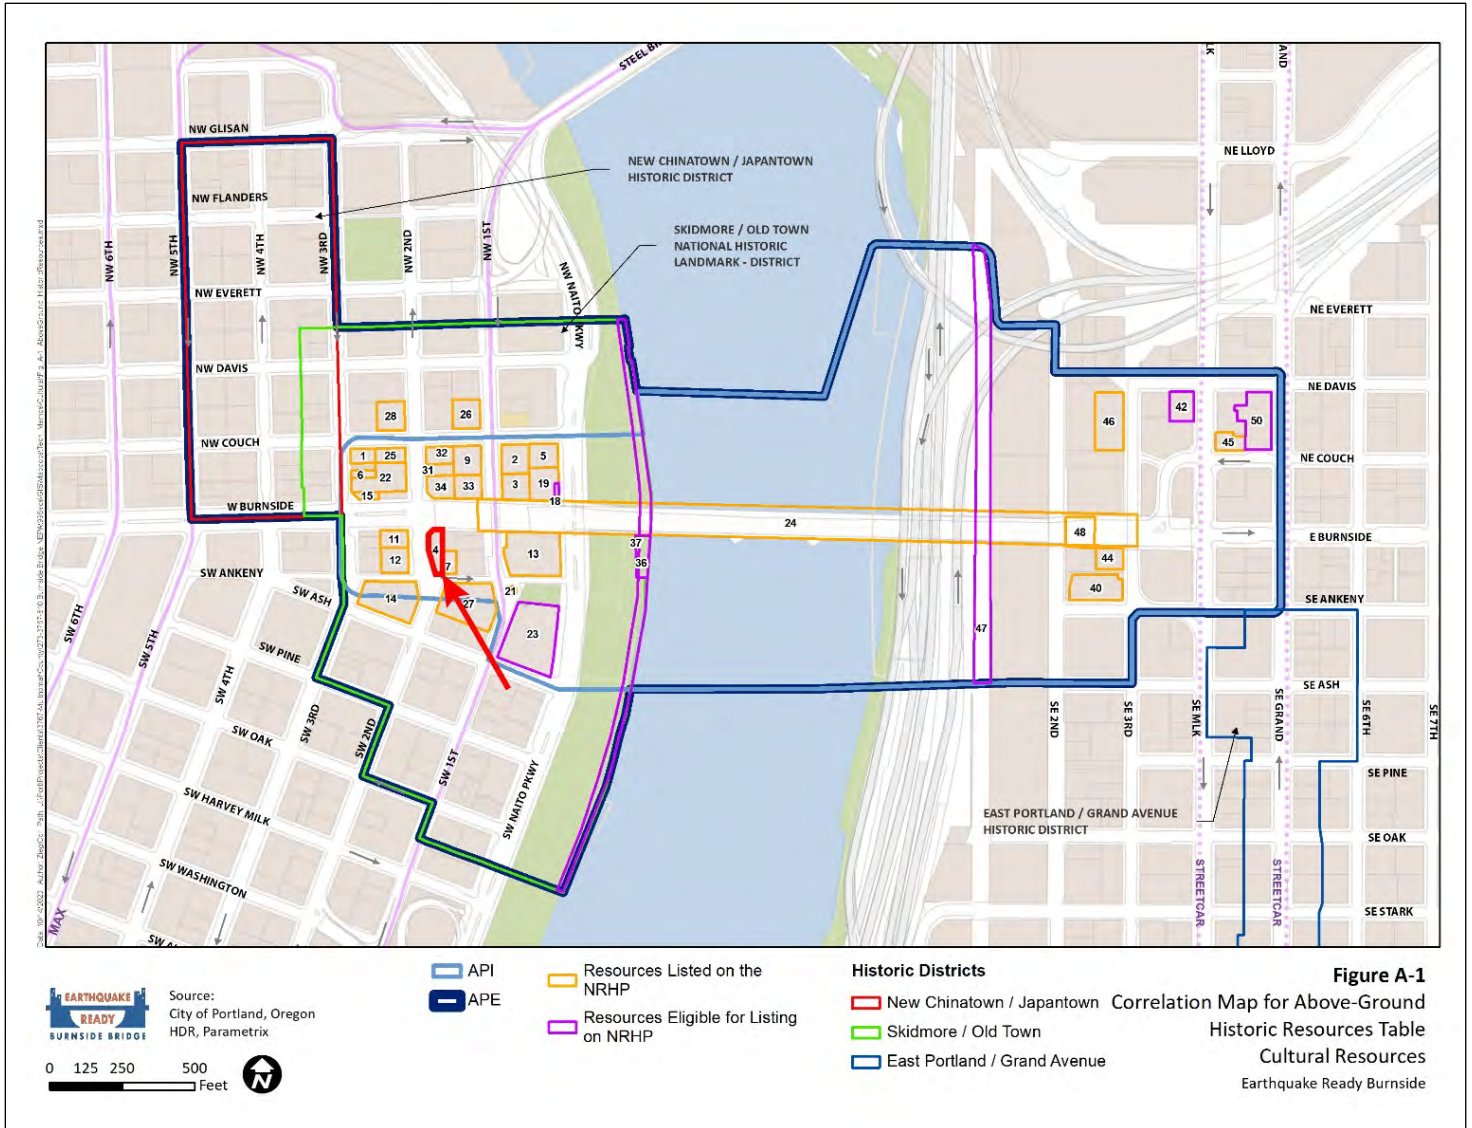 STEEL BR
NW GLISAN
NE LLOYD
NEW CHINATOWN / JAPANTOWN
HISTORIC DISTRICT
NW FLANDERS
SKIDMORE / OLD TOWN
NATIONAL HISTORIC
LANDMARK - DISTRICT
NW 6TH
NW 5TH
NW 4TH
NW 3RD
NW 2ND
NW 1ST
NW NAITO PKWY
NW EVERETT
NE EVERETT
NW DAVIS
NE DAVIS
28
26
46
42
50
45
NW COUCH
NE COUCH
1
25
32
9
2
5
6
22
31
34
33
3
19
15
18
W BURNSIDE
24
48
E BURNSIDE
11
4
13
37
44
12
7
36
SW ANKENY
40
SW ASH
14
27
21
SE ANKENY
23
47
SW 6TH
SW 5TH
SW PINE
SW 4TH
SE ASH
SW 3RD
SW 2ND
SW OAK
SW 1ST
SE 2ND
SE 3RD
SE MLK
SE GRAND
SE 6TH
SE 7TH
SW NAITO PKWY
SE PINE
SW HARVEY MILK
EAST PORTLAND / GRAND AVENUE
HISTORIC DISTRICT
SE OAK
SW WASHINGTON
STREETCAR
STREETCAR
SE STARK
MAX
API
APE
Resources Listed on the
NRHP
Resources Eligible for Listing
on NRHP
Historic Districts
New Chinatown / Japantown
Skidmore / Old Town
East Portland / Grand Avenue
Figure A-1
Correlation Map for Above-Ground
Historic Resources Table
Cultural Resources
Earthquake Ready Burnside
EARTHQUAKE
READY
BURNSIDE BRIDGE
Source:
City of Portland, Oregon
HDR, Parametrix
0 125 250 500
Feet
N